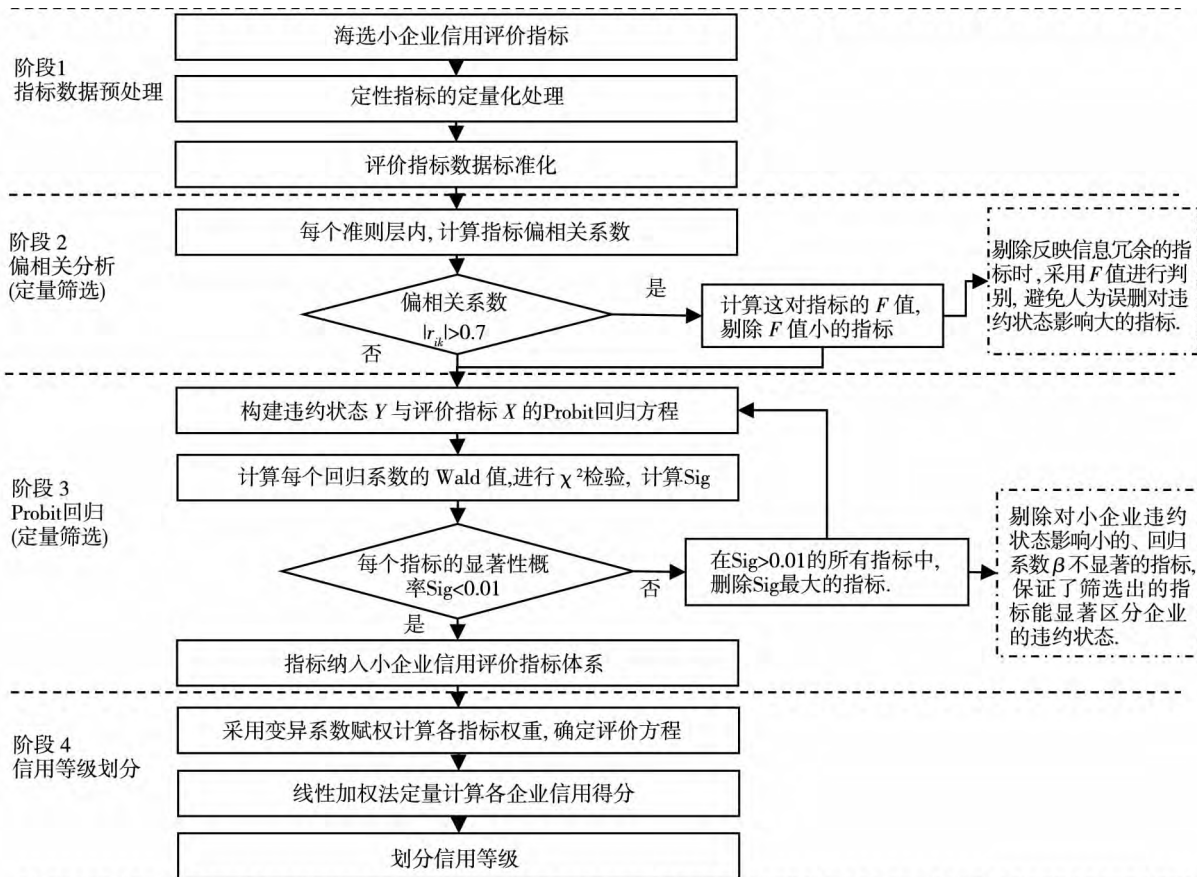 海选小企业信用评价指标
阶段1
指标数据预处理
定性指标的定量化处理
评价指标数据标准化
阶段 2
偏相关分析
(定量筛选)
每个准则层内, 计算指标偏相关系数
偏相关系数
|r_{ik}|>0.7
是
否
计算这对指标的 F 值,
剔除 F 值小的指标
剔除反映信息冗余的指
标时,采用 F 值进行判
别, 避免人为误删对违
约状态影响大的指标.
阶段 3
Probit回归
(定量筛选)
构建违约状态 Y 与评价指标 X 的Probit回归方程
计算每个回归系数的 Wald 值,进行 χ²检验, 计算Sig
每个指标的显著性概
率Sig<0.01
否
是
在Sig>0.01的所有指标中,
删除Sig最大的指标.
剔除对小企业违约
状态影响小的、回归
系数β不显著的指标,
保证了筛选出的指
标能显著区分企业
的违约状态.
指标纳入小企业信用评价指标体系
阶段 4
信用等级划分
采用变异系数赋权计算各指标权重, 确定评价方程
线性加权法定量计算各企业信用得分
划分信用等级